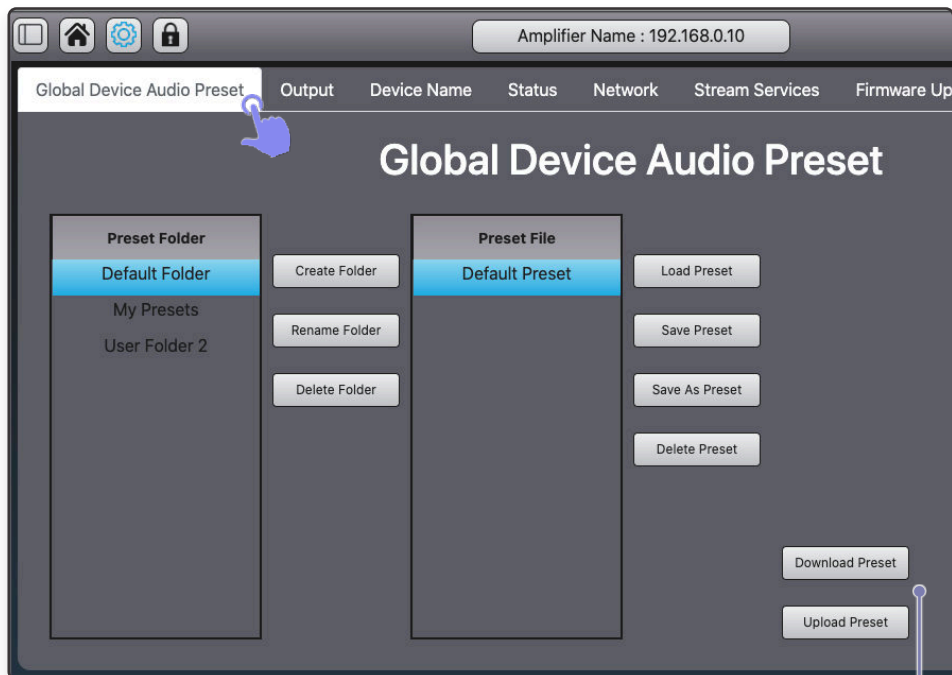 Amplifier Name : 192.168.0.10
Global Device Audio Preset Output Device Name Status Network Stream Services Firmware Up
Global Device Audio Preset
Preset Folder
Default Folder
My Presets
User Folder 2
Create Folder
Rename Folder
Delete Folder
Preset File
Default Preset
Load Preset
Save Preset
Save As Preset
Delete Preset
Download Preset
Upload Preset